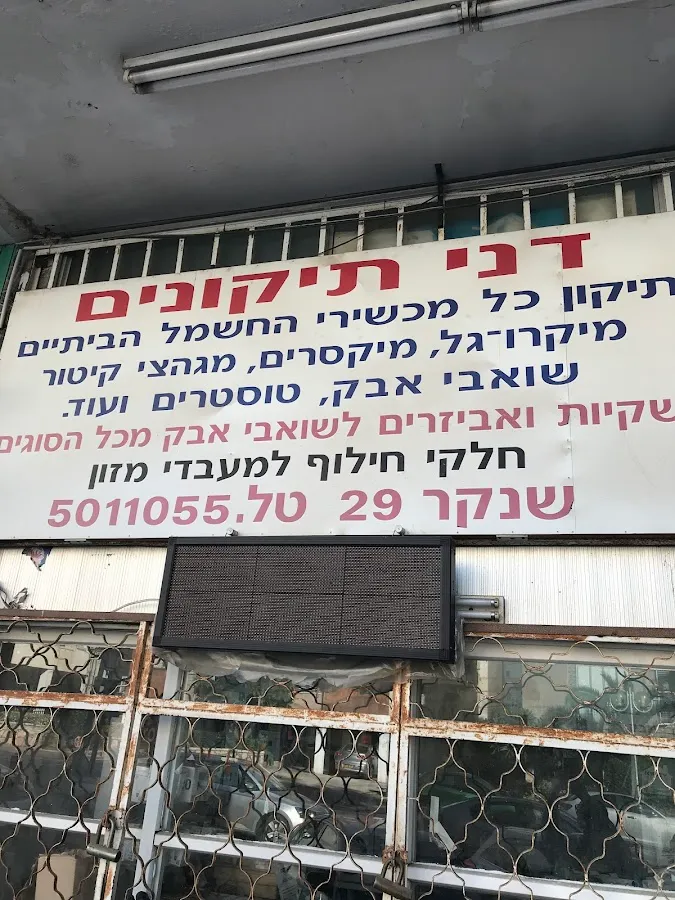 דני תיקונים
תיקון כל מכשירי החשמל הביתיים
מיקרו-גל, מיקסרים, מגהצי קיטור
שואבי אבק, טוסטרים ועוד.
שקיות ואביזרים לשואבי אבק מכל הסוגים
חלקי חילוף למעבדי מזון
שנקר 29 טל.5011055